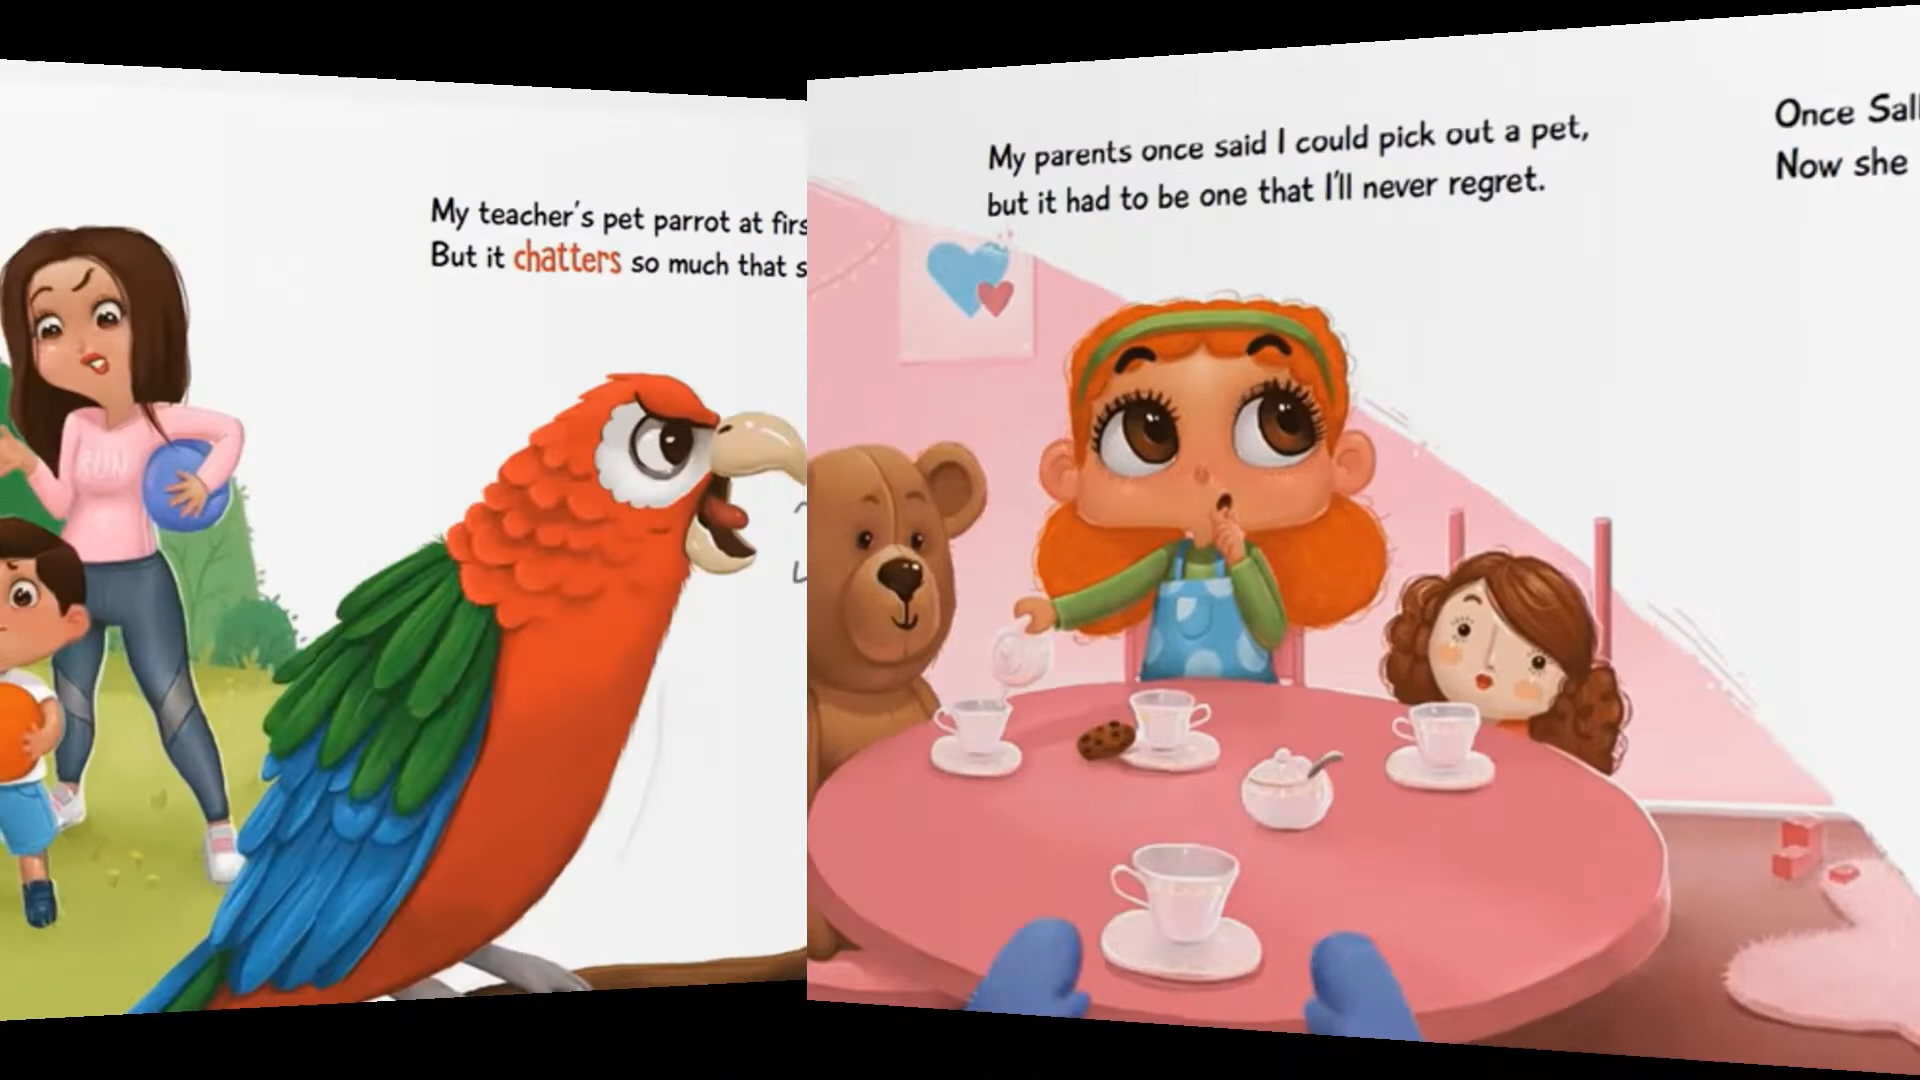 My teacher's pet parrot at
But it chatters so much that
RUN
My parents once said I could pick out a pet,
but it had to be one that I'll never regret.
Once
Now she